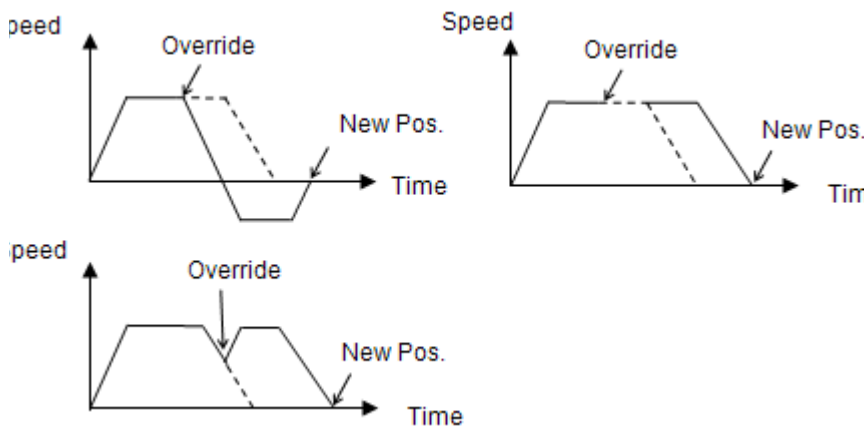 peed
Override
New Pos.
Time
Speed
Override
New Pos.
Tim
peed
Override
New Pos.
Time